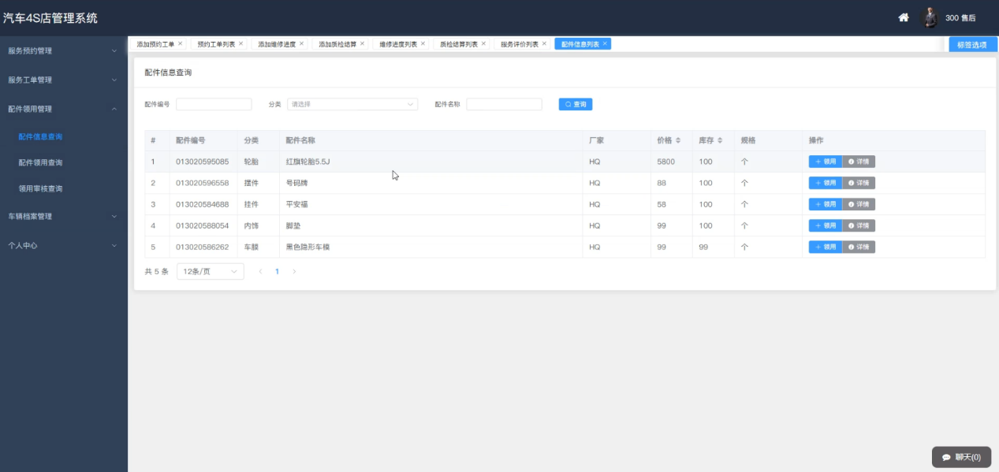 汽车4S店管理系统
300 售后
服务预约管理
服务工单管理
配件领用管理
配件信息查询
配件领用查询
领用审核查询
车辆档案管理
个人中心
添加预约工单 × 预约工单列表 × 添加维修进度 × 添加质检结算 × 维修进度列表 × 质检结算列表 × 服务评价列表 × 配件信息列表 × 标签选项
配件信息查询
配件编号 分类 请选择 配件名称 查询
# 配件编号 分类 配件名称 厂家 价格 库存 规格 操作
1 013020595085 轮胎 红旗轮胎5.5J HQ 5800 100 个 + 领用 详情
2 013020596558 摆件 号码牌 HQ 88 100 个 + 领用 详情
3 013020584688 挂件 平安福 HQ 58 100 个 + 领用 详情
4 013020588054 内饰 脚垫 HQ 99 100 个 + 领用 详情
5 013020586262 车膜 黑色隐形车模 HQ 99 99 个 + 领用 详情
共 5 条 12条/页 1
聊天(0)